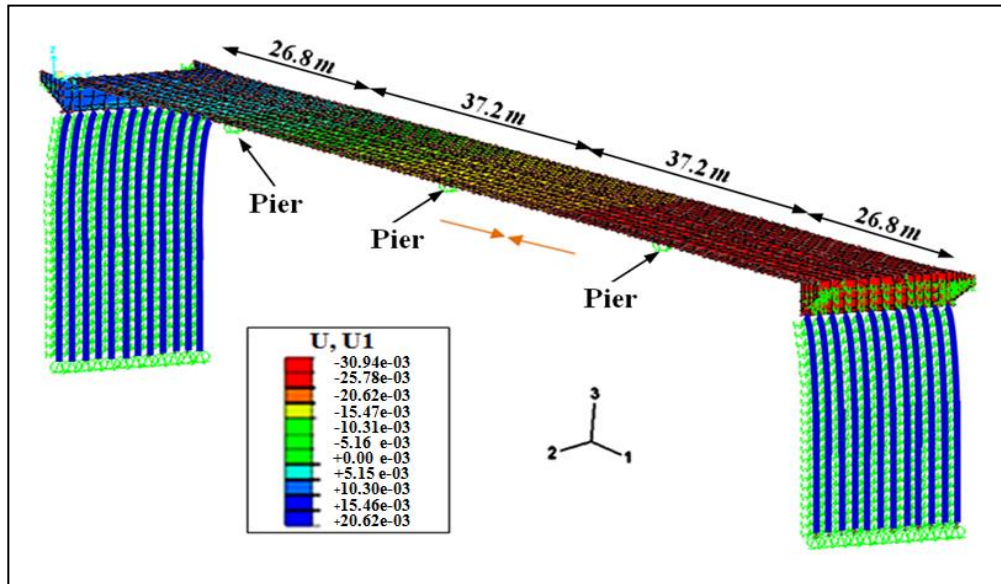 26.8 m
37.2 m
37.2 m
26.8 m
Pier
Pier
Pier
U, U1
-30.94e-03
-25.78e-03
-20.62e-03
-15.47e-03
-10.31e-03
-5.16 e-03
+0.00 e-03
+5.15 e-03
+10.30e-03
+15.46e-03
+20.62e-03
3
2
1